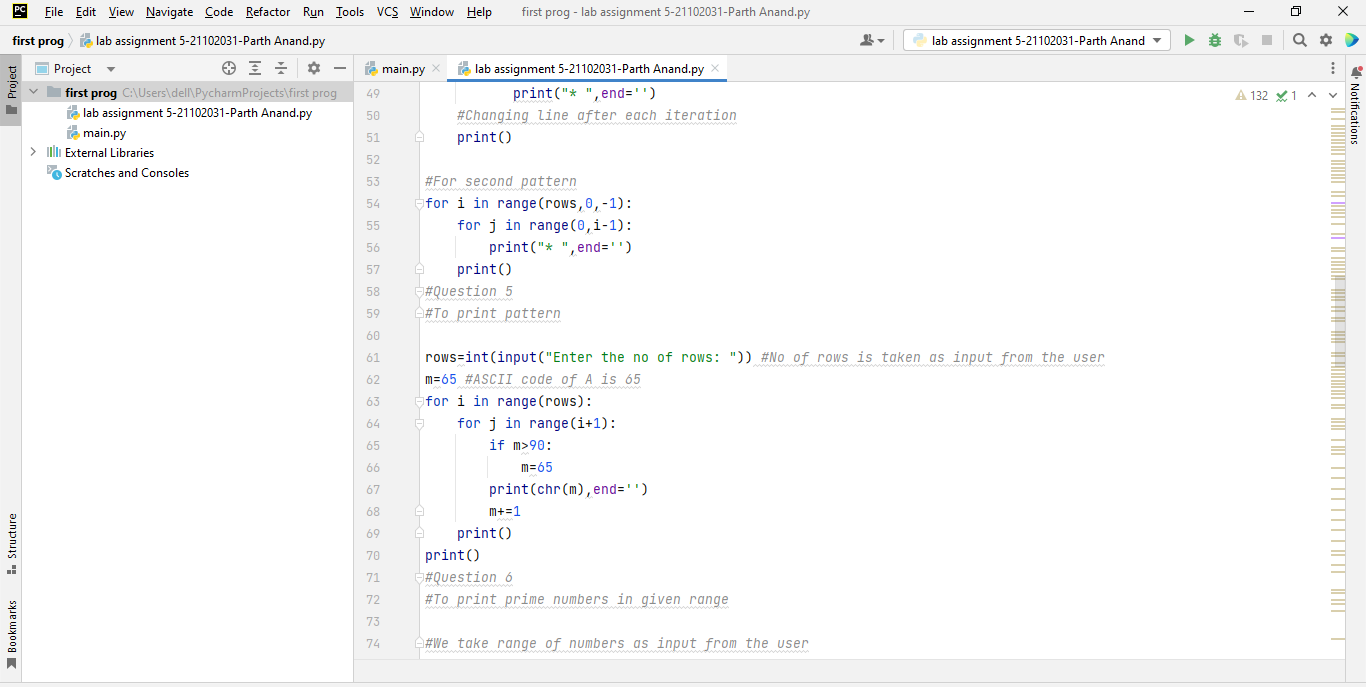 PC File Edit View Navigate Code Refactor Run Tools VCS Window Help first prog - lab assignment 5-21102031-Parth Anand.py
first prog lab assignment 5-21102031-Parth Anand.py lab assignment 5-21102031-Parth Anand
Project
Project
main.py
lab assignment 5-21102031-Parth Anand.py
first prog C:\Users\dell\PycharmProjects\first prog
lab assignment 5-21102031-Parth Anand.py
main.py
External Libraries
Scratches and Consoles
Structure
Bookmarks
132 1
Notifications
49 print("* ",end='')
50 #Changing line after each iteration
51 print()
52
53 #For second pattern
54 for i in range(rows,0,-1):
55 for j in range(0,i-1):
56 print("* ",end='')
57 print()
58 #Question 5
59 #To print pattern
60
61 rows=int(input("Enter the no of rows: ")) #No of rows is taken as input from the user
62 m=65 #ASCII code of A is 65
63 for i in range(rows):
64 for j in range(i+1):
65 if m>90:
66 m=65
67 print(chr(m),end='')
68 m+=1
69 print()
70 print()
71 #Question 6
72 #To print prime numbers in given range
73
74 #We take range of numbers as input from the user